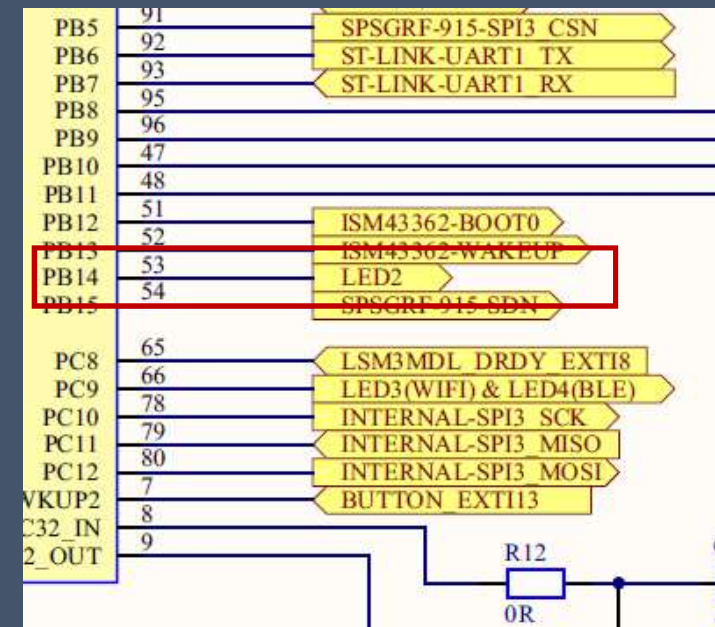 PB5 91 SPSGRF-915-SPI3_CSN
PB6 92 ST-LINK-UART1_TX
PB7 93 ST-LINK-UART1_RX
PB8 95
PB9 96
PB10 47
PB11 48
PB12 51 ISM43362-BOOT0
PB13 52 ISM43362-WAKEUP
PB14 53 LED2
PB15 54 SPSGRF-915-SDN
PC8 65 LSM3MDL_DRDY_EXTI8
PC9 66 LED3(WIFI) & LED4(BLE)
PC10 78 INTERNAL-SPI3_SCK
PC11 79 INTERNAL-SPI3_MISO
PC12 80 INTERNAL-SPI3_MOSI
VKUP2 7 BUTTON_EXTI13
C32_IN 8
2_OUT 9
R12
0R